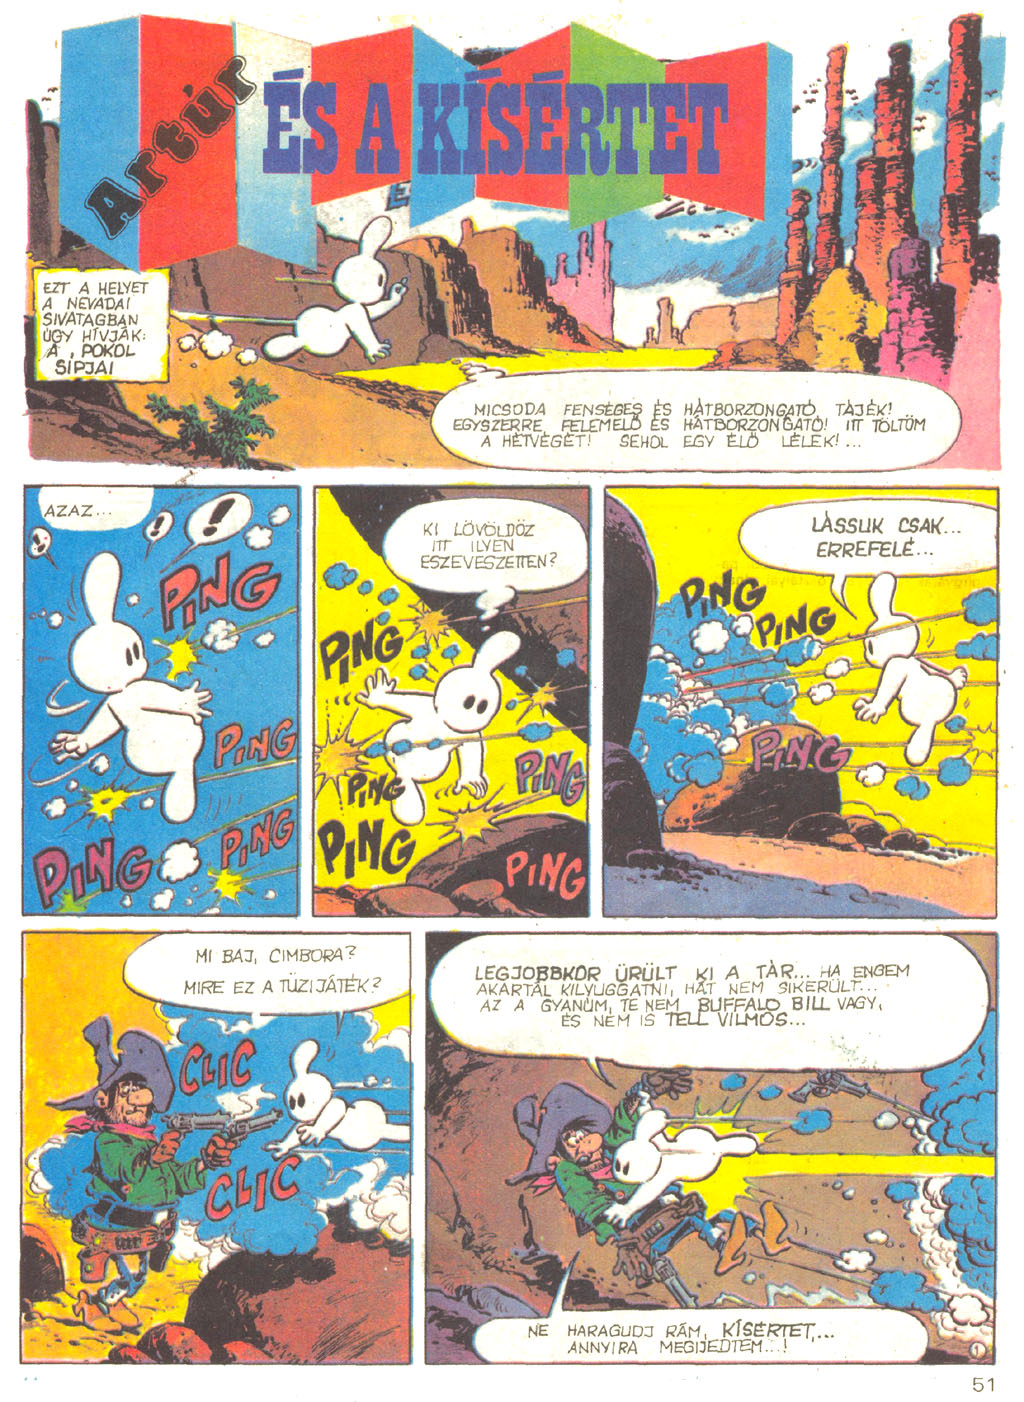 Artúr
ÉS A KÍSÉRTET
EZT A HELYET
A NEVADAI
SIVATAGBAN
ÚGY HÍVJÁK:
A , POKOL
SÍPJAI
MICSODA FENSÉGES ÉS HÁTBORZONGATÓ TÁJÉK!
EGYSZERRE FELEMELŐ ÉS HÁTBORZONGATÓ! ITT TÖLTÖM
A HÉTVÉGÉT! SEHOL EGY ÉLŐ LÉLEK!...
AZAZ...
!
!
!
PING
PING
PING
PING
KI LÖVÖLDÖZ
ITT ILYEN
ESZEVESZETTEN?
PING
PING
PING
PING
PING
LÁSSUK CSAK...
ERREFELÉ...
PING
PING
PING
MI BAJ, CIMBORA?
MIRE EZ A TŰZIJÁTÉK?
CLIC
CLIC
LEGJOBBKOR ÜRÜLT KI A TÁR... HA ENGEM
AKARTÁL KILYUGGATNI, HÁT NEM SIKERÜLT...
AZ A GYANÚM, TE NEM BUFFALO BILL VAGY,
ÉS NEM IS TELL VILMOS...
NE HARAGUDJ RÁM, KÍSÉRTET,...
ANNYIRA MEGIJEDTEM...!
1
51